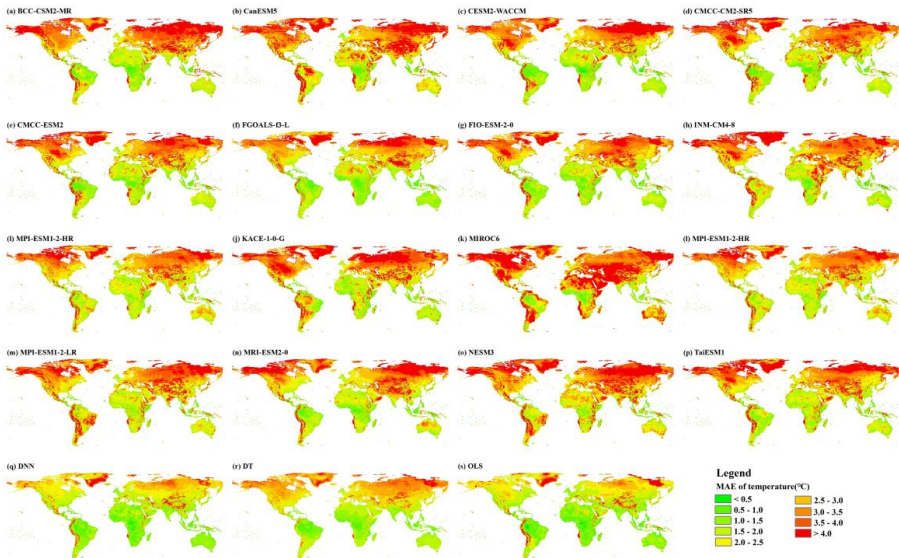 (a) BCC-CSM2-MR
(b) CanESM5
(c) CESM2-WACCM
(d) CMCC-CM2-SR5
(e) CMCC-ESM2
(f) FGOALS-f3-L
(g) FIO-ESM-2-0
(h) INM-CM4-8
(l) MPI-ESM1-2-HR
(j) KACE-1-0-G
(k) MIROC6
(l) MPI-ESM1-2-HR
(m) MPI-ESM1-2-LR
(n) MRI-ESM2-0
(o) NESM3
(p) TaiESM1
(q) DNN
(r) DT
(s) OLS
Legend
MAE of temperature(°C)
< 0.5
0.5 - 1.0
1.0 - 1.5
1.5 - 2.0
2.0 - 2.5
2.5 - 3.0
3.0 - 3.5
3.5 - 4.0
> 4.0